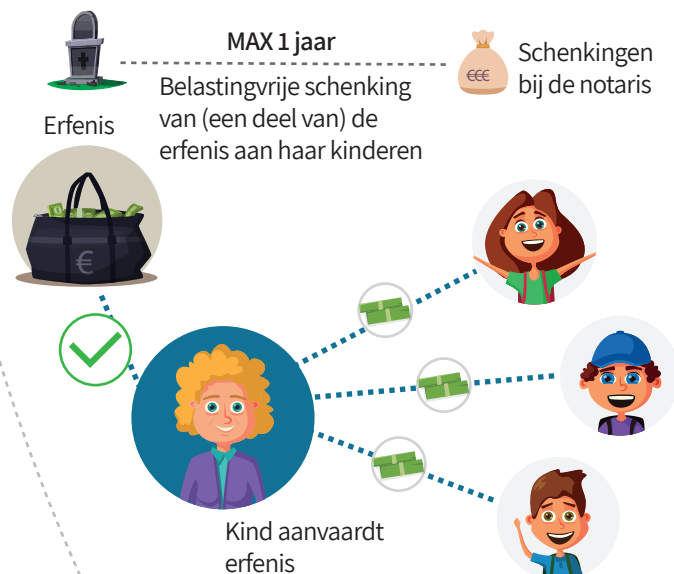 MAX 1 jaar
€€€
Schenkingen
bij de notaris
Belastingvrije schenking
van (een deel van) de
erfenis aan haar kinderen
Erfenis
€
Kind aanvaardt
erfenis